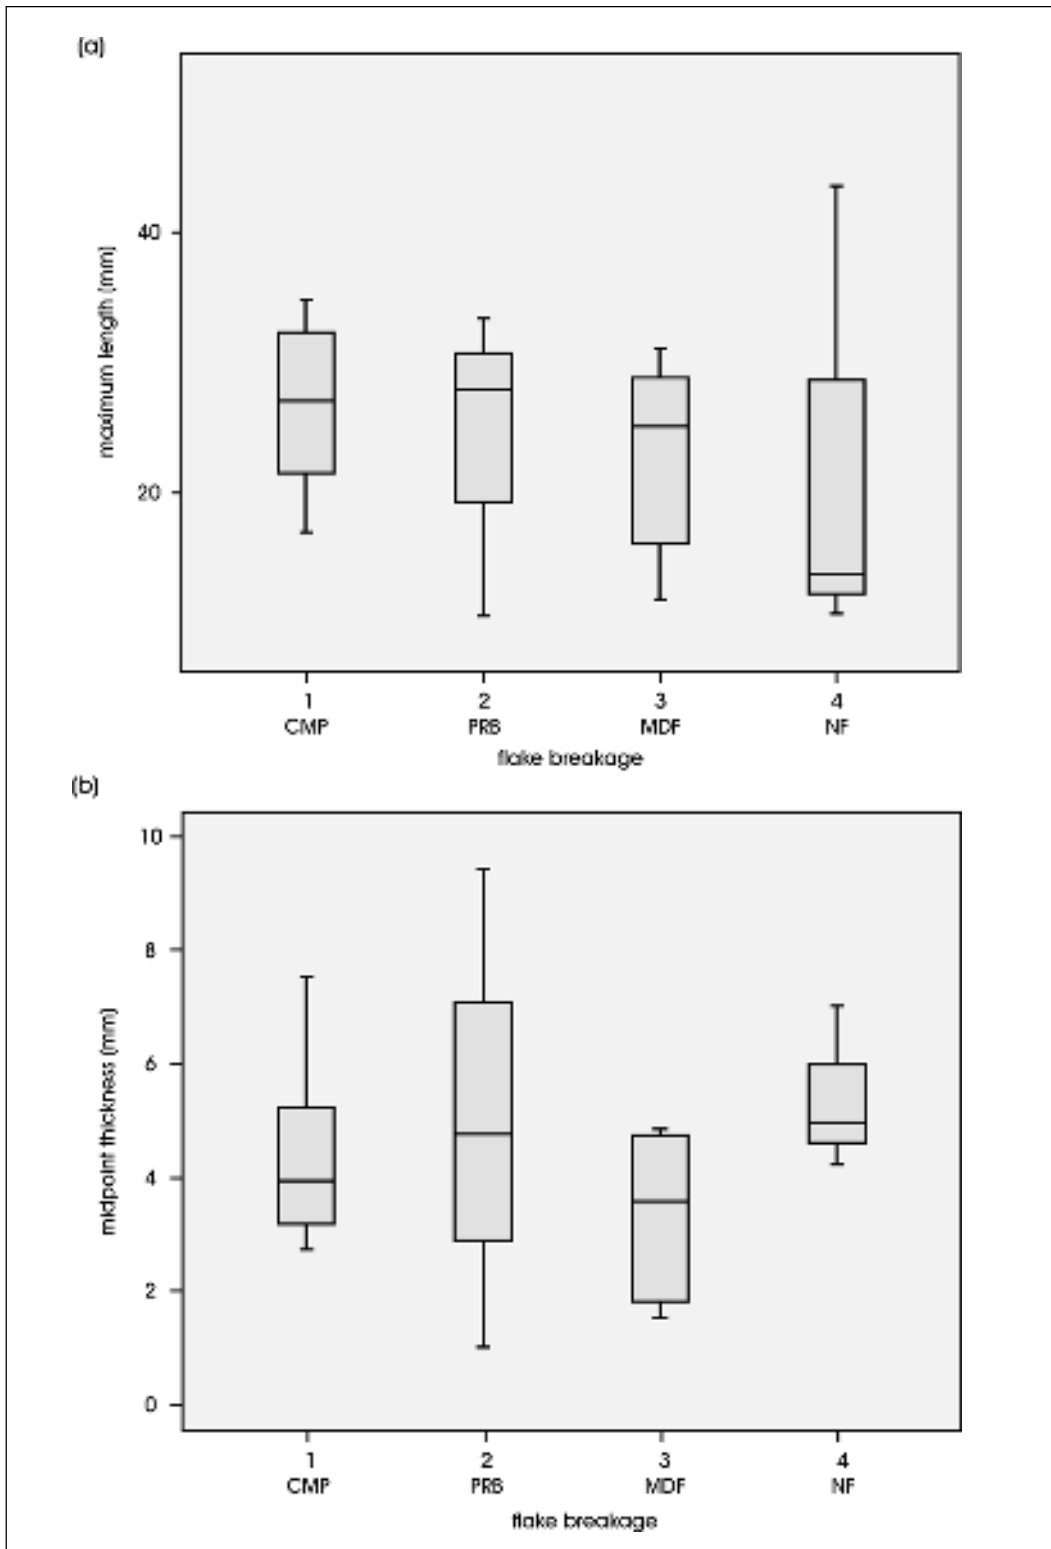 (a)
maximum length (mm)
40
20
1 2 3 4
CMP PRB MDF NF
flake breakage
(b)
midpoint thickness (mm)
10
8
6
4
2
0
1 2 3 4
CMP PRB MDF NF
flake breakage